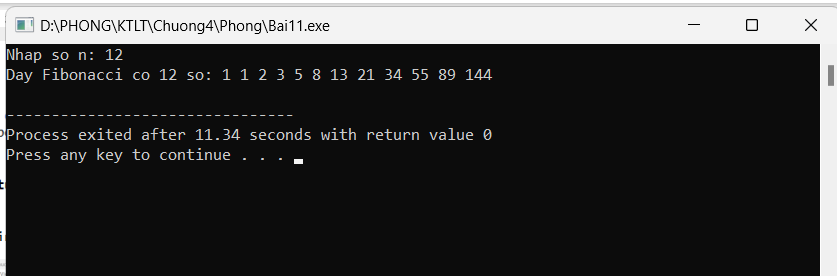 D:\PHONG\KTLT\Chuong4\Phong\Bai11.exe
Nhap so n: 12
Day Fibonacci co 12 so: 1 1 2 3 5 8 13 21 34 55 89 144
--------------------------------
Process exited after 11.34 seconds with return value 0
Press any key to continue . . .